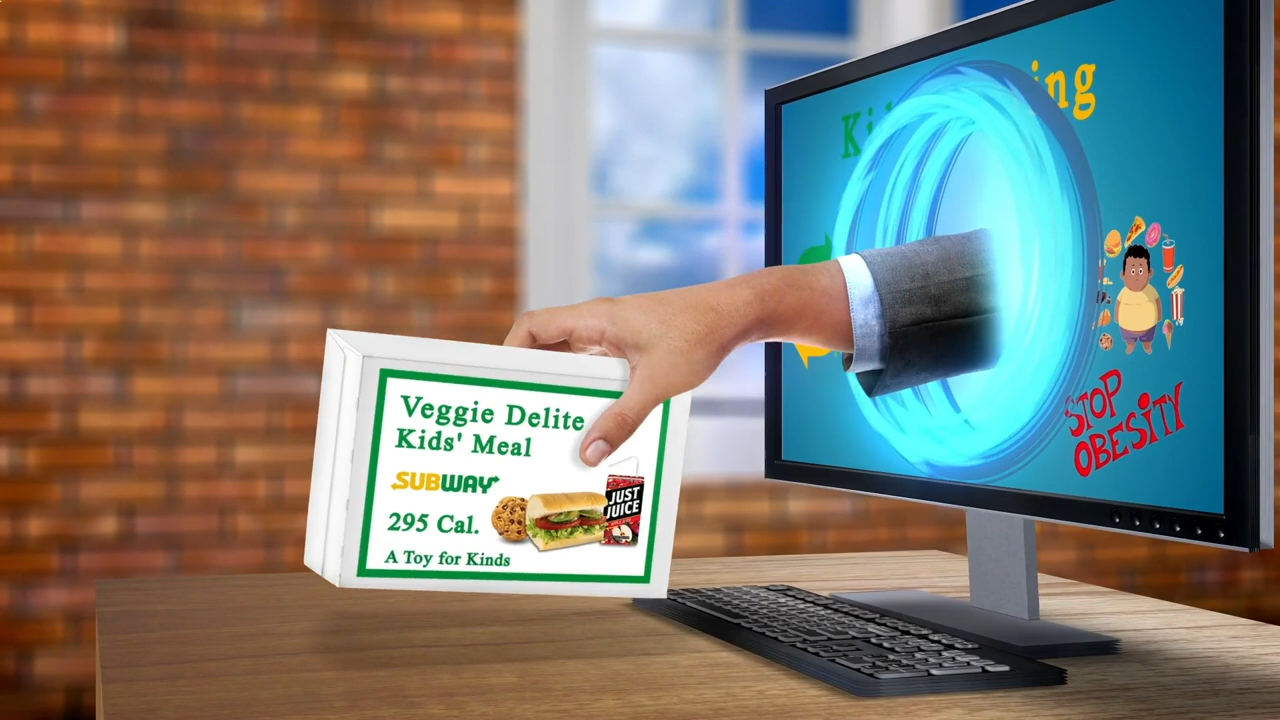 Veggie Delite
Kids' Meal
SUBWAY
295 Cal.
A Toy for Kinds
JUST
JUICE
STOP
OBESITY